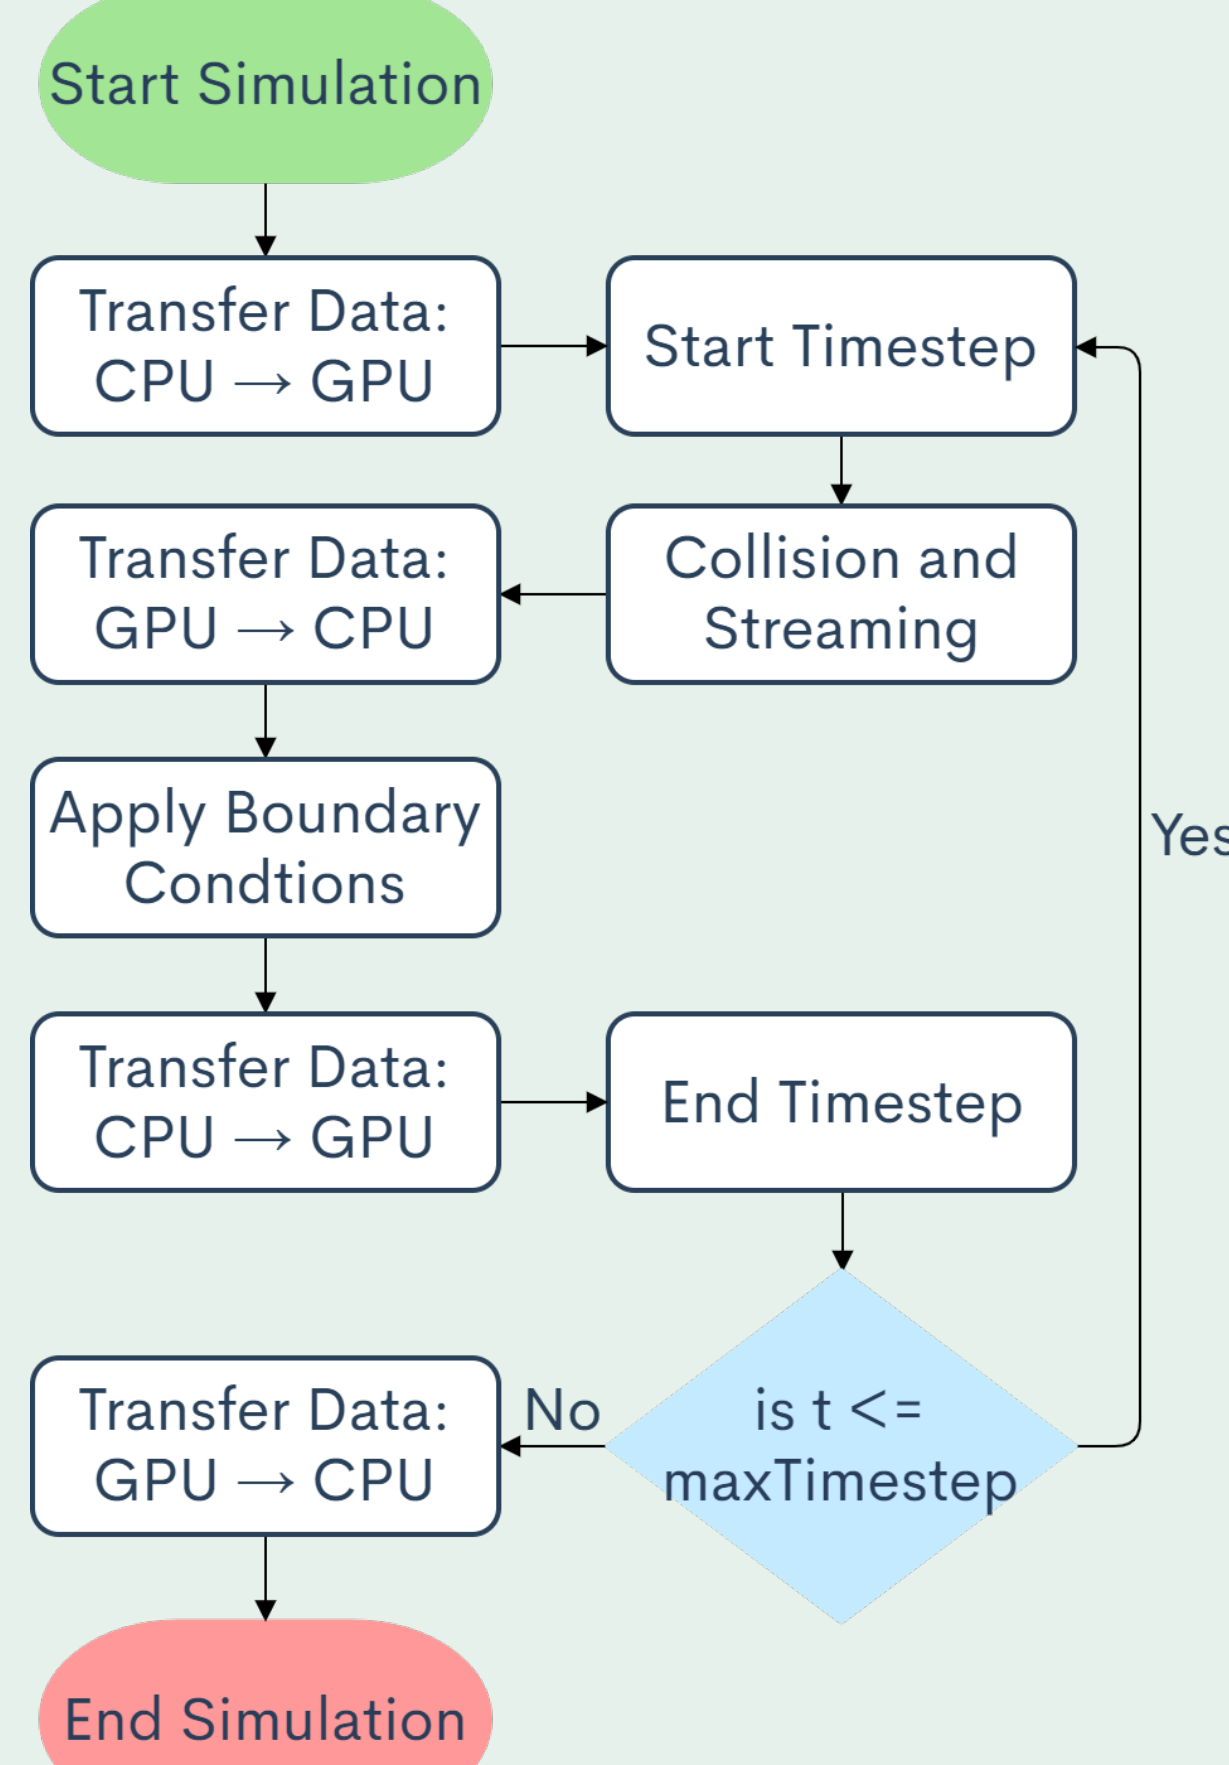 Start Simulation
Transfer Data:
CPU → GPU
Start Timestep
Collision and
Streaming
Transfer Data:
GPU → CPU
Apply Boundary
Condtions
Transfer Data:
CPU → GPU
End Timestep
is t <=
maxTimestep
Yes
No
Transfer Data:
GPU → CPU
End Simulation